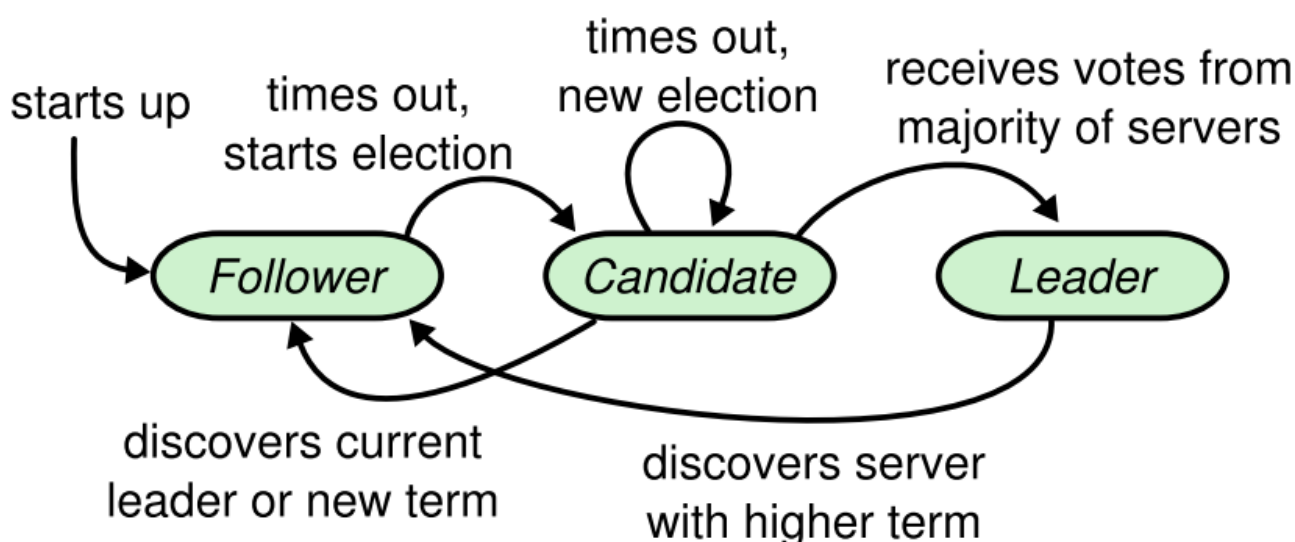 starts up
times out,
starts election
times out,
new election
receives votes from
majority of servers
Follower
Candidate
Leader
discovers current
leader or new term
discovers server
with higher term